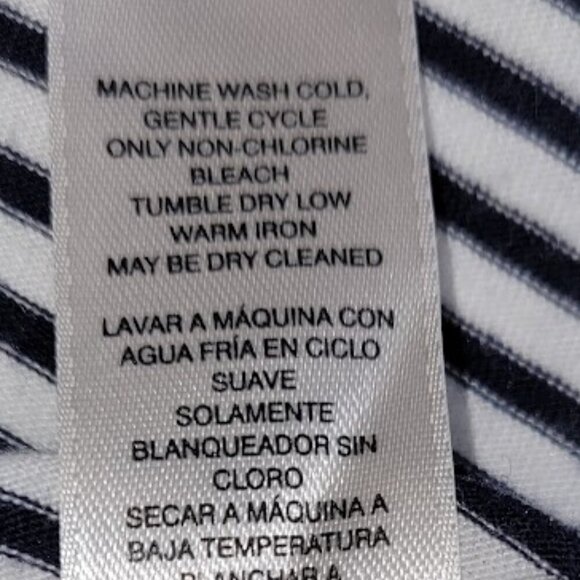 MACHINE WASH COLD,
GENTLE CYCLE
ONLY NON-CHLORINE
BLEACH
TUMBLE DRY LOW
WARM IRON
MAY BE DRY CLEANED
LAVAR A MÁQUINA CON
AGUA FRÍA EN CICLO
SUAVE
SOLAMENTE
BLANQUEADOR SIN
CLORO
SECAR A MÁQUINA A
BAJA TEMPERATURA
PLANCHAR A